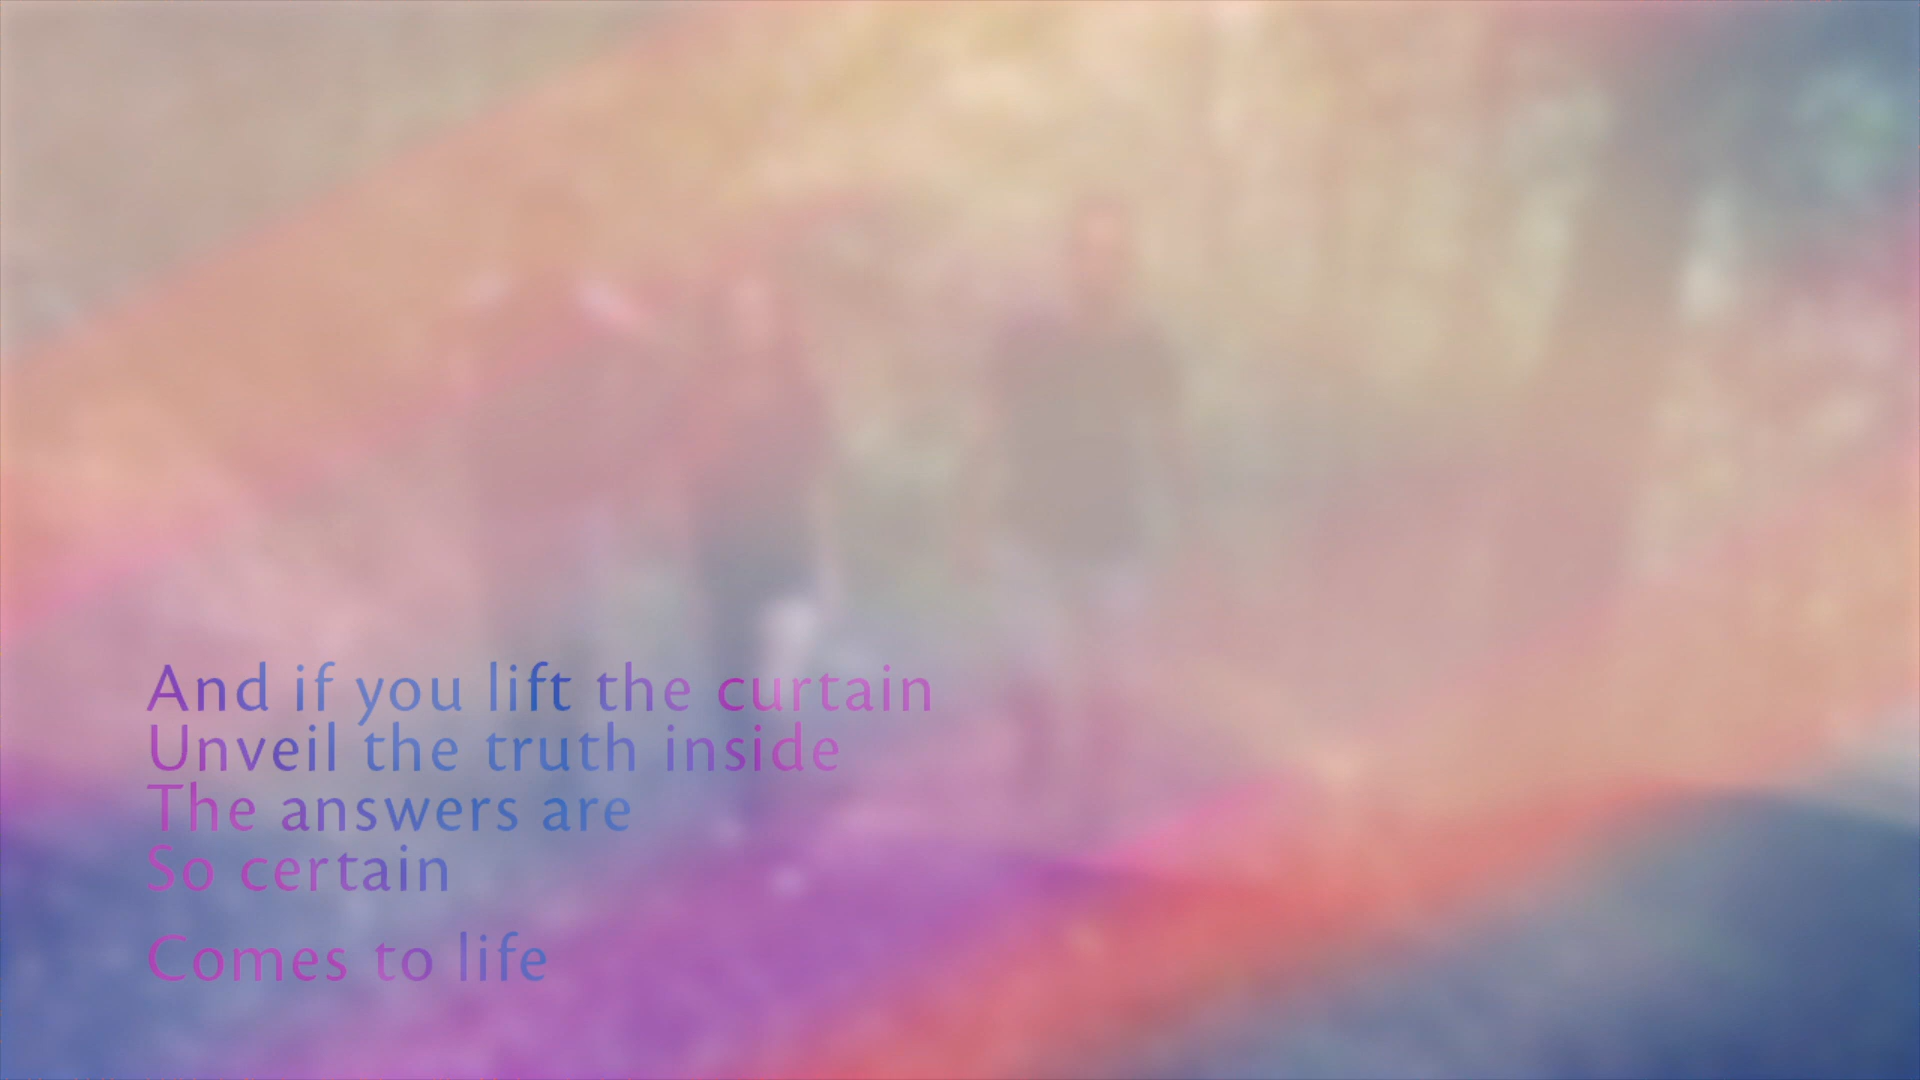 And if you lift the curtain
Unveil the truth inside
The answers are
So certain
Comes to life